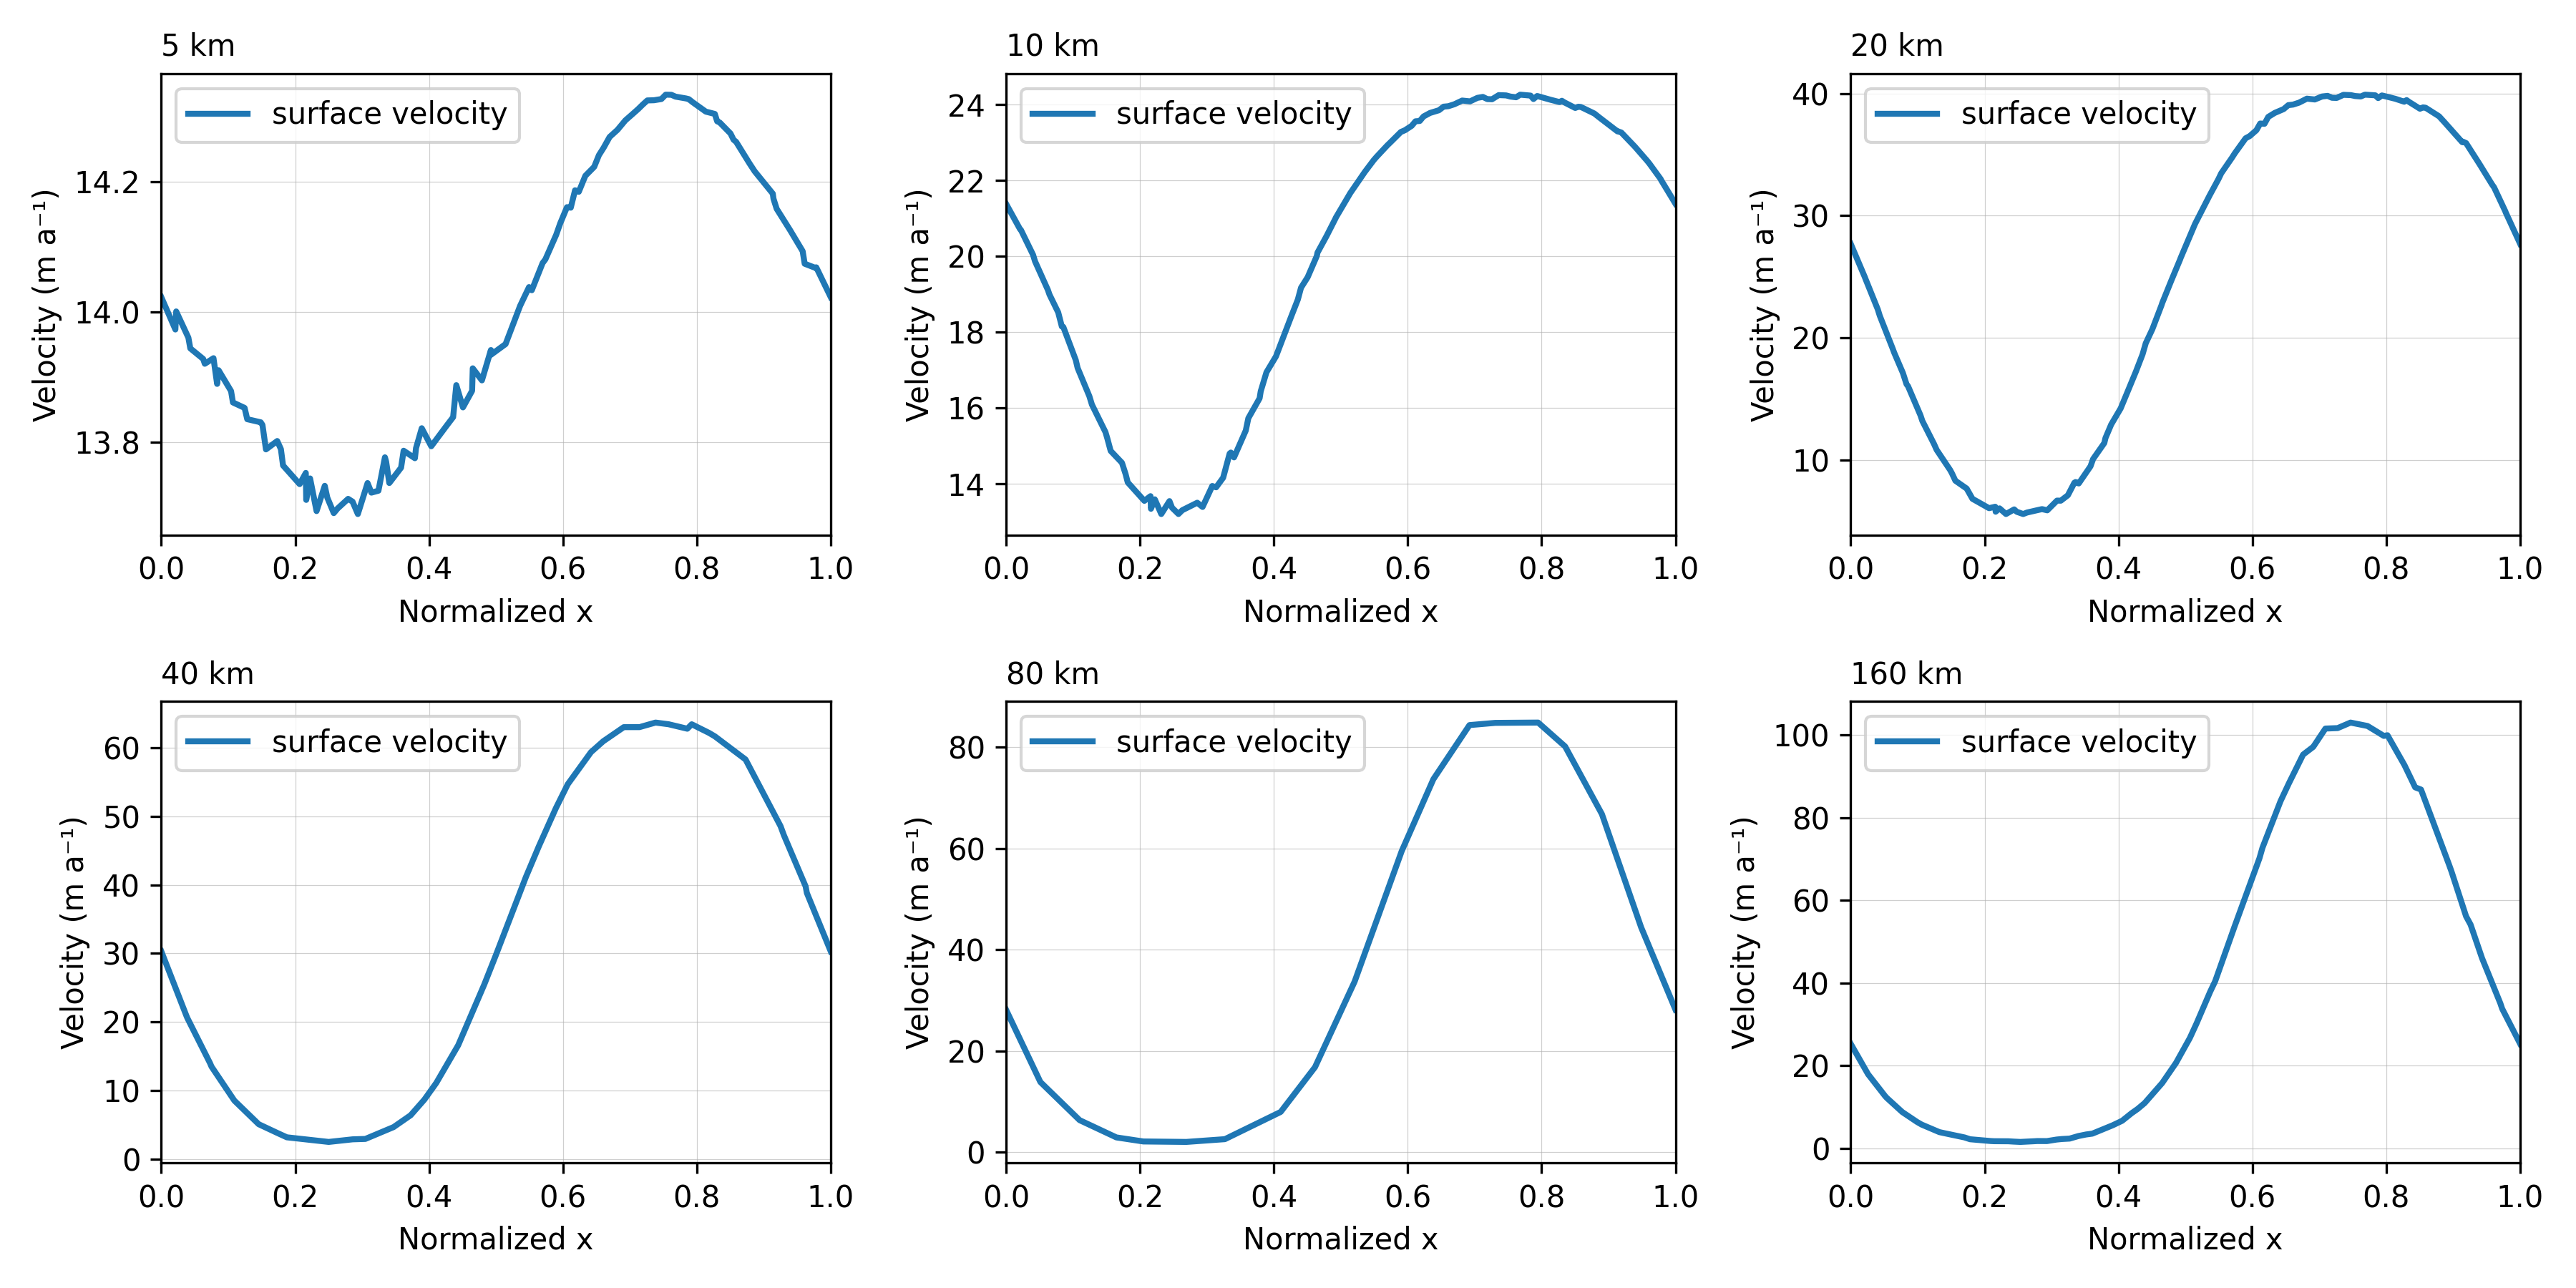 5 km
surface velocity
Velocity (m a⁻¹)
14.2
14.0
13.8
0.0 0.2 0.4 0.6 0.8 1.0
Normalized x
10 km
surface velocity
Velocity (m a⁻¹)
24
22
20
18
16
14
0.0 0.2 0.4 0.6 0.8 1.0
Normalized x
20 km
surface velocity
Velocity (m a⁻¹)
40
30
20
10
0.0 0.2 0.4 0.6 0.8 1.0
Normalized x
40 km
surface velocity
Velocity (m a⁻¹)
60
50
40
30
20
10
0
0.0 0.2 0.4 0.6 0.8 1.0
Normalized x
80 km
surface velocity
Velocity (m a⁻¹)
80
60
40
20
0
0.0 0.2 0.4 0.6 0.8 1.0
Normalized x
160 km
surface velocity
Velocity (m a⁻¹)
100
80
60
40
20
0
0.0 0.2 0.4 0.6 0.8 1.0
Normalized x